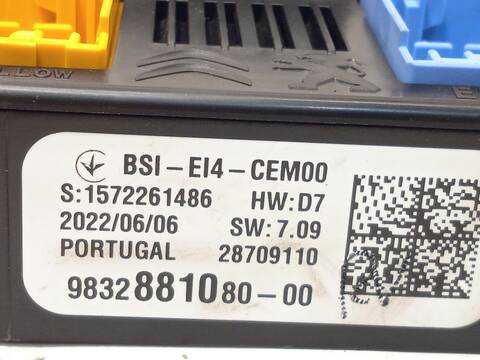 LLOW
BSI-EI4-CEM00
S:1572261486 HW:D7
2022/06/06 SW:7.09
PORTUGAL 28709110
9832881080-00